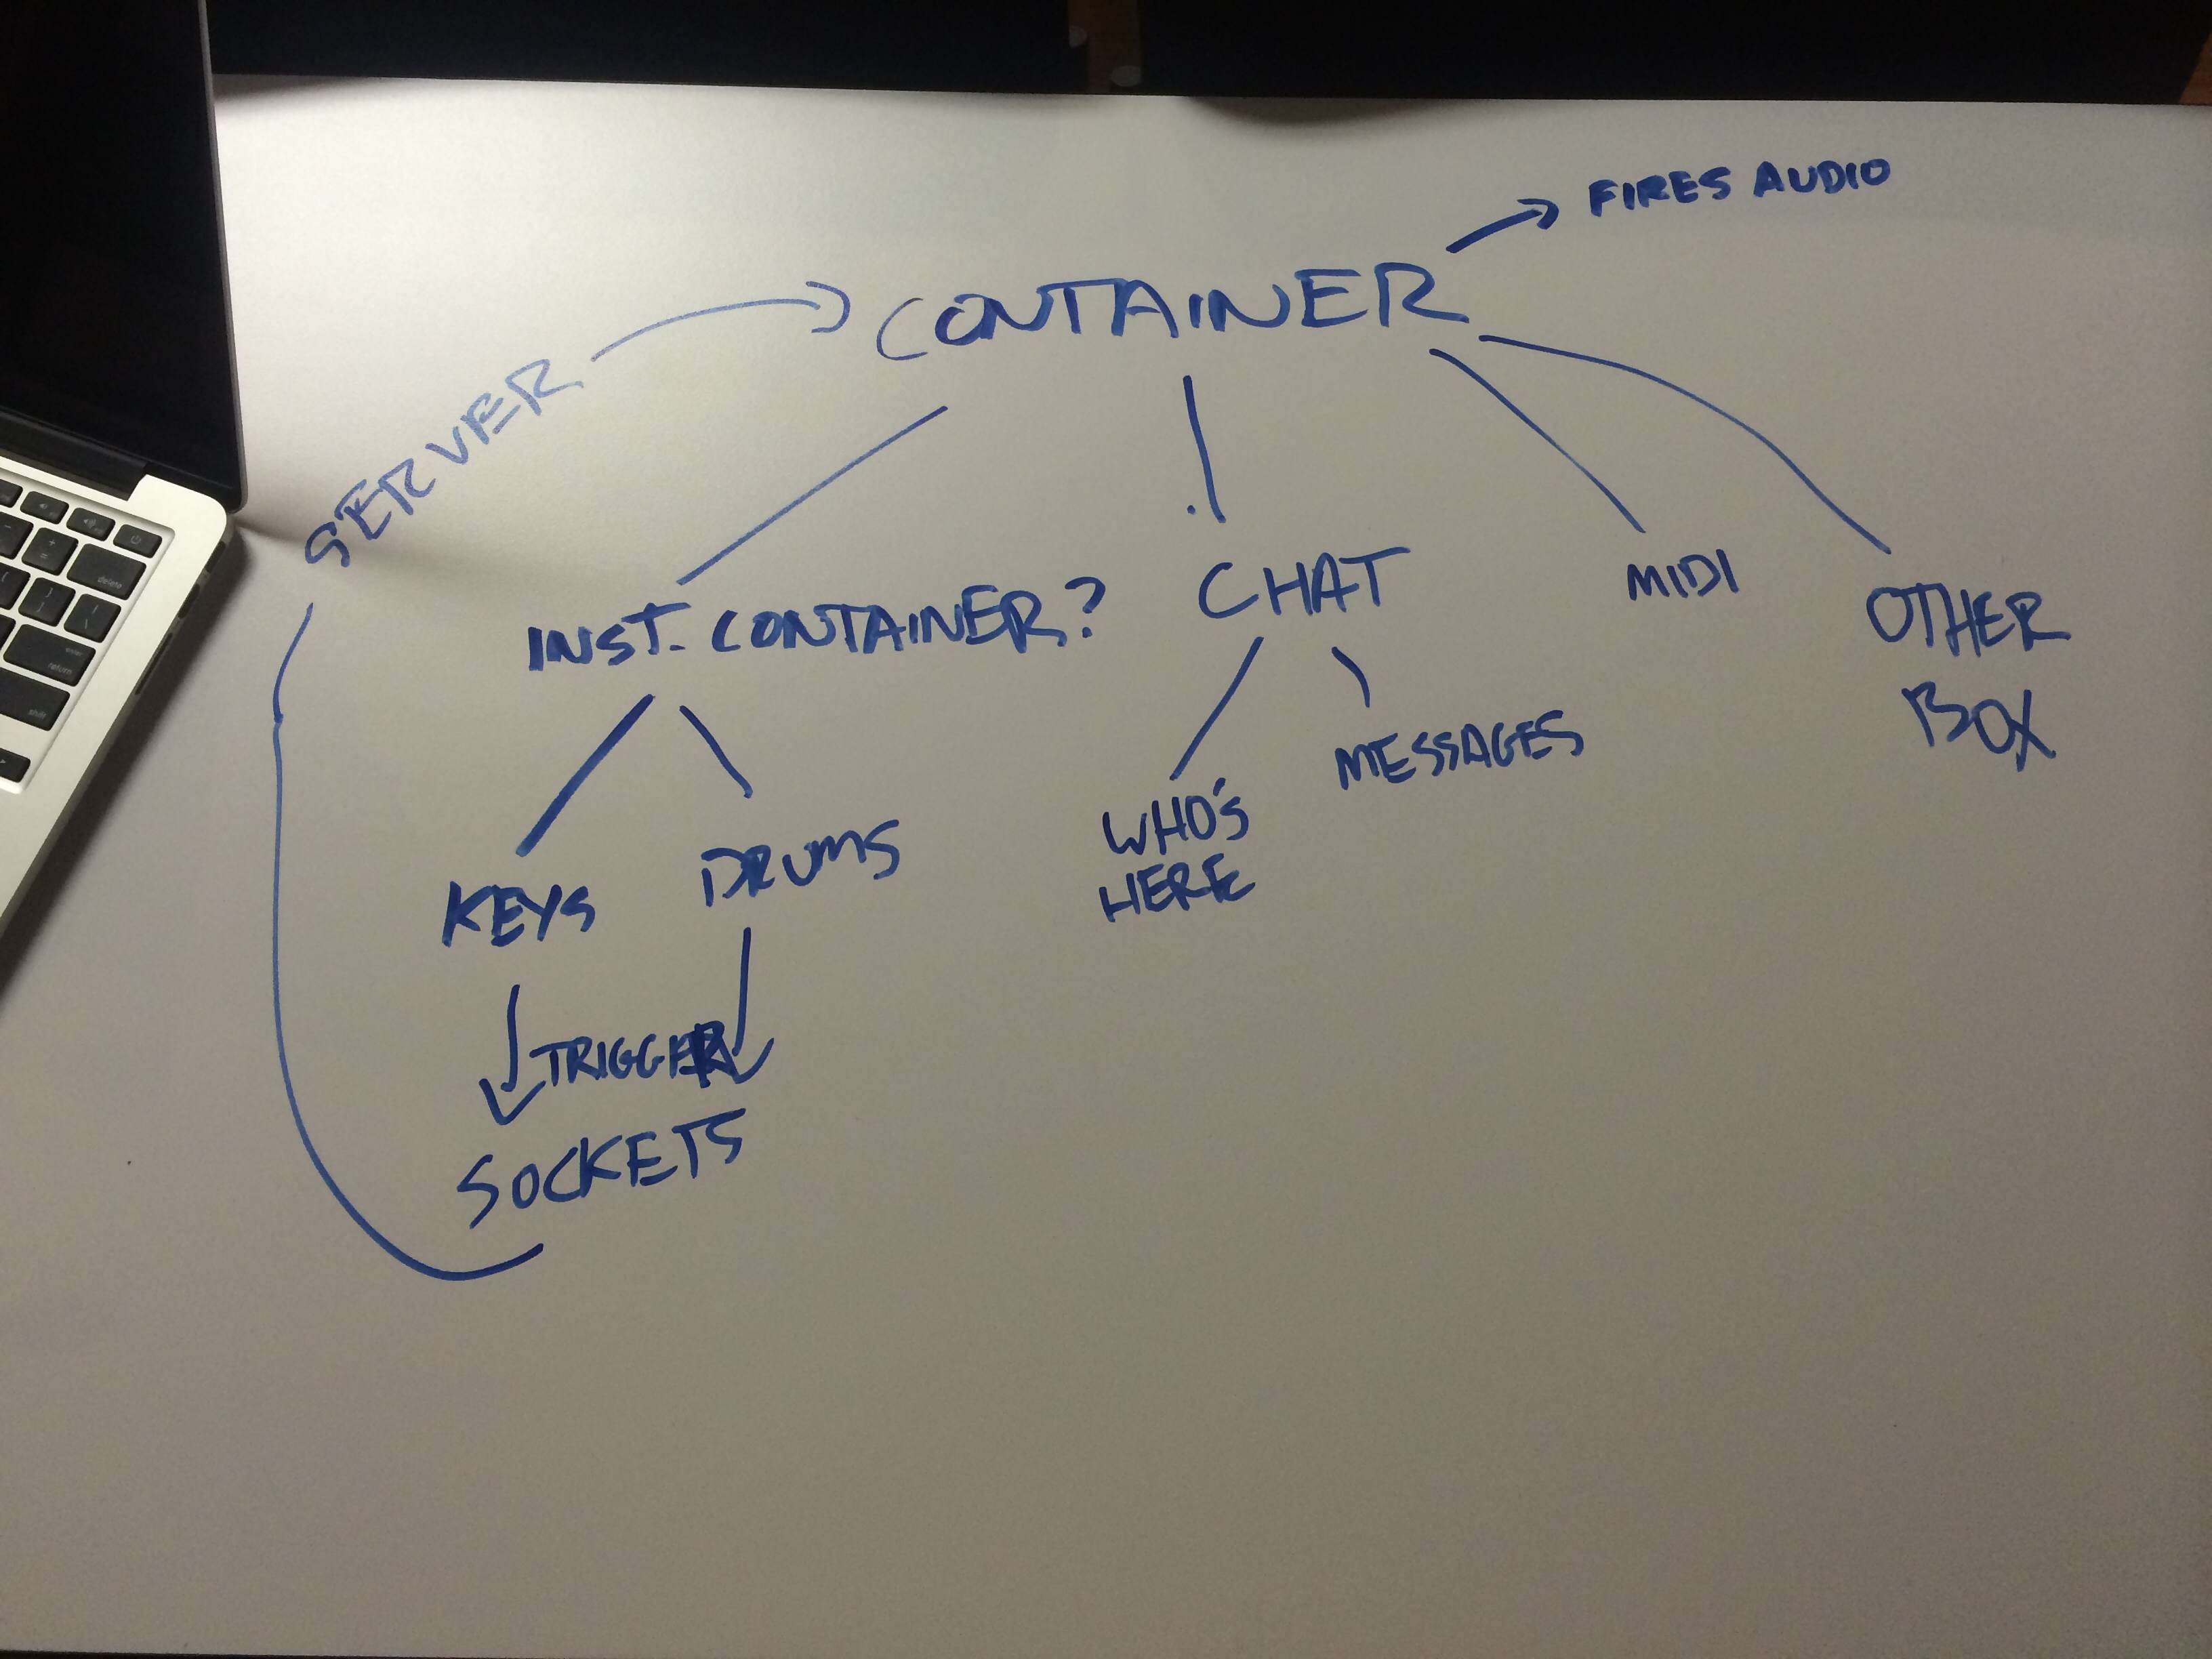 → FIRES AUDIO
CONTAINER
SERVER
INST. CONTAINER?
CHAT
MIDI
OTHER
BOX
KEYS
DRUMS
WHO'S
HERE
MESSAGES
TRIGGER
SOCKETS